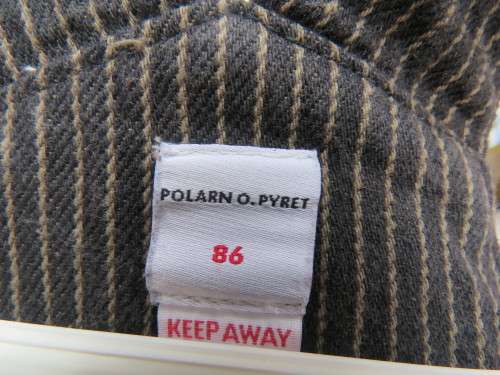 POLARN O. PYRET
86
KEEP AWAY